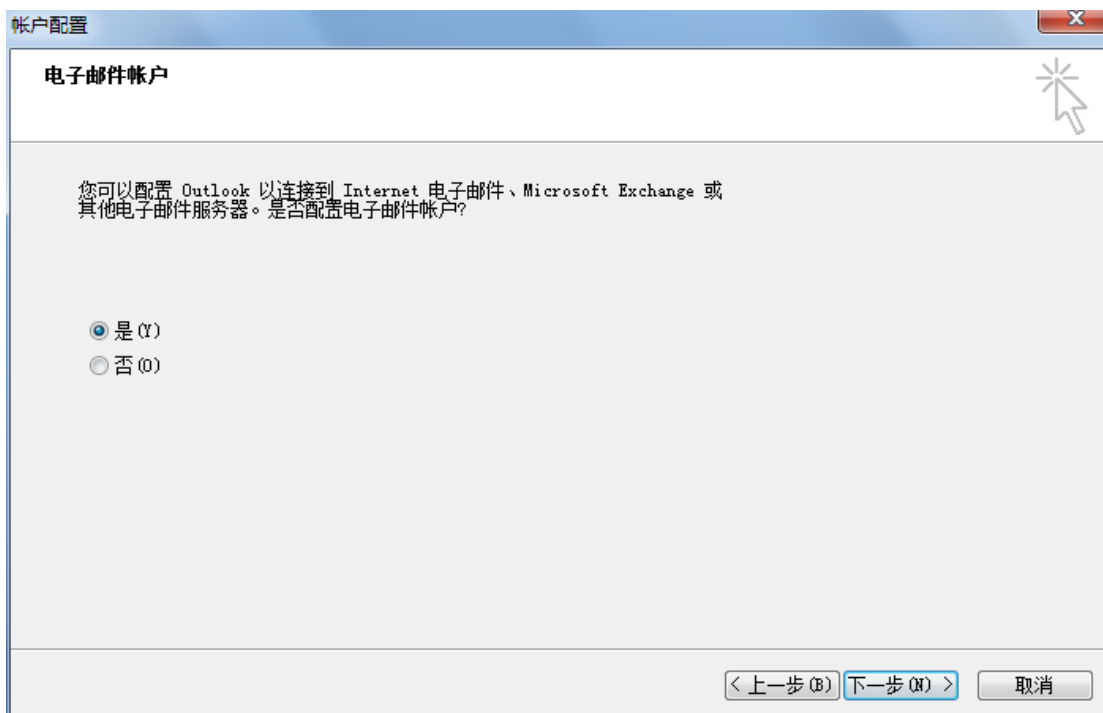 帐户配置
电子邮件帐户
您可以配置 Outlook 以连接到 Internet 电子邮件、Microsoft Exchange 或
其他电子邮件服务器。是否配置电子邮件帐户?
是(Y)
否(O)
< 上一步(B) 下一步(N) > 取消